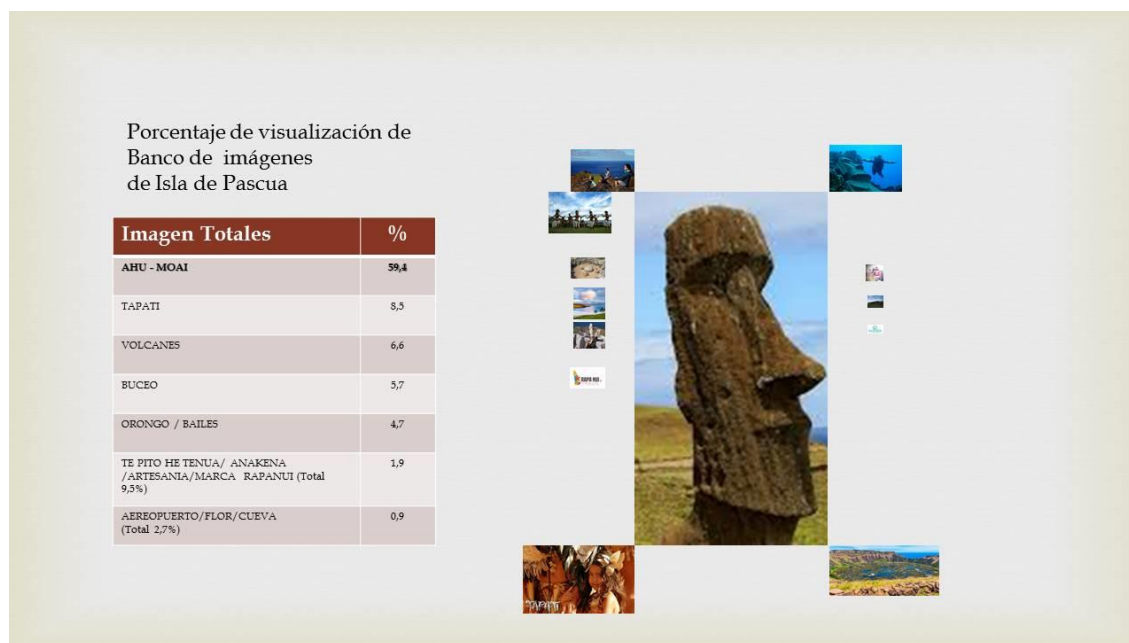 Porcentaje de visualización de
Banco de imágenes
de Isla de Pascua
Imagen Totales %
AHU - MOAI 59,4
TAPATI 8,5
VOLCANES 6,6
BUCEO 5,7
ORONGO / BAILES 4,7
TE PITO HE TENUA/ ANAKENA 1,9
/ARTESANIA/MARCA RAPANUI (Total
9,5%)
AEREOPUERTO/FLOR/CUEVA 0,9
(Total 2,7%)
TAPATI